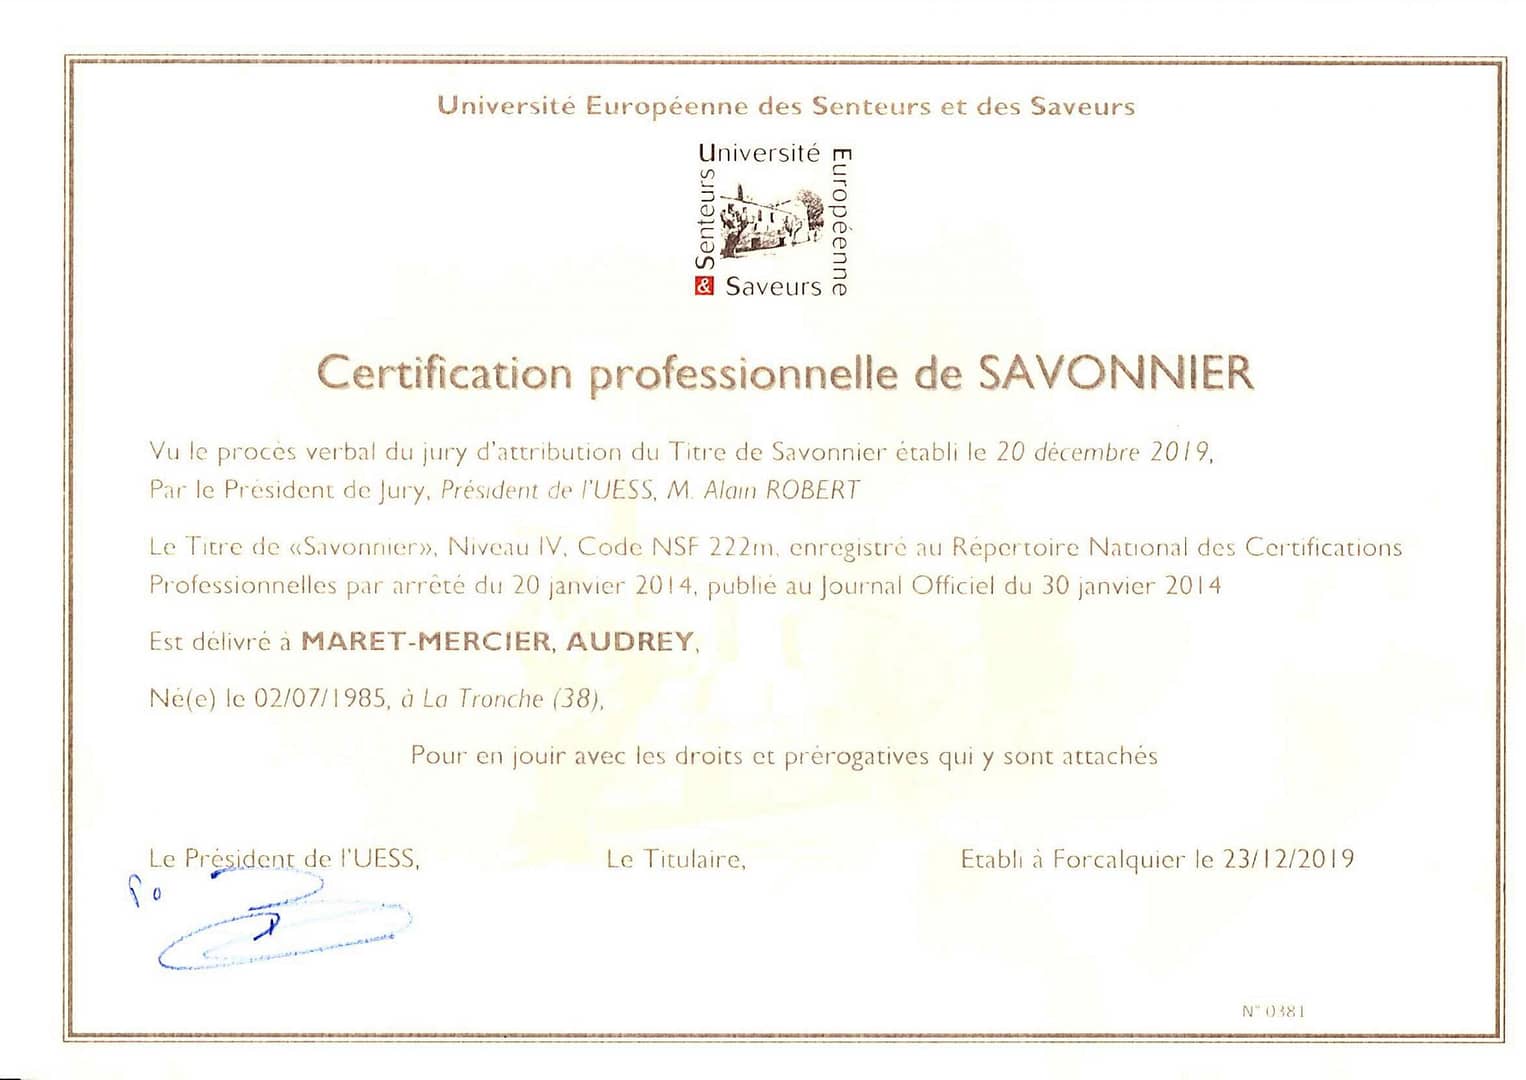 Université Européenne des Senteurs et des Saveurs
Université
Européenne
Senteurs
& Saveurs
Certification professionnelle de SAVONNIER
Vu le procès verbal du jury d'attribution du Titre de Savonnier établi le 20 décembre 2019,
Par le Président de Jury, Président de l'UESS, M. Alain ROBERT
Le Titre de «Savonnier», Niveau IV, Code NSF 222m, enregistré au Répertoire National des Certifications
Professionnelles par arrêté du 20 janvier 2014, publié au Journal Officiel du 30 janvier 2014
Est délivré à MARET-MERCIER, AUDREY,
Né(e) le 02/07/1985, à La Tronche (38),
Pour en jouir avec les droits et prérogatives qui y sont attachés
Le Président de l'UESS, Le Titulaire, Etabli à Forcalquier le 23/12/2019
Po
N° 0381